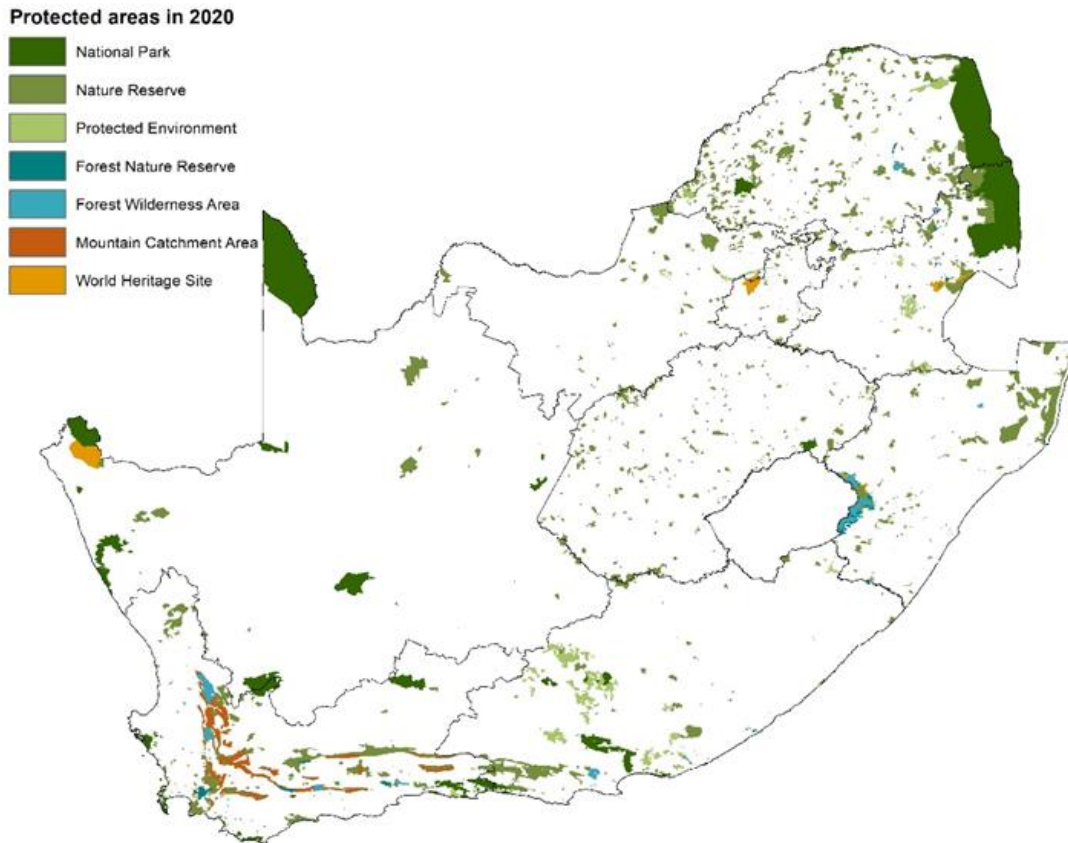 Protected areas in 2020
National Park
Nature Reserve
Protected Environment
Forest Nature Reserve
Forest Wilderness Area
Mountain Catchment Area
World Heritage Site